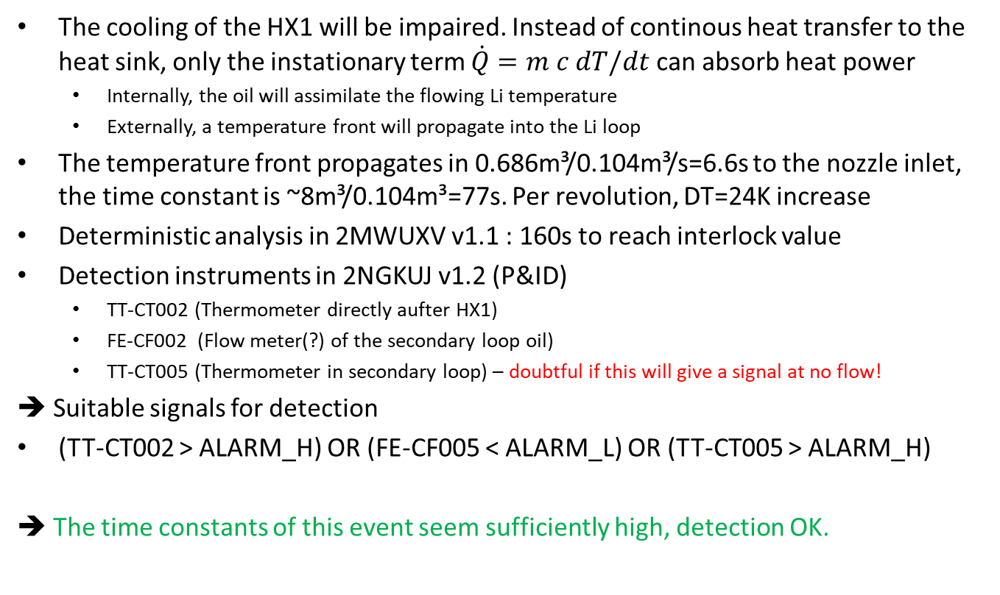 • The cooling of the HX1 will be impaired. Instead of continous heat transfer to the
heat sink, only the instationary term Q̇ = m c dT/dt can absorb heat power
• Internally, the oil will assimilate the flowing Li temperature
• Externally, a temperature front will propagate into the Li loop
• The temperature front propagates in 0.686m³/0.104m³/s=6.6s to the nozzle inlet,
the time constant is ~8m³/0.104m³=77s. Per revolution, DT=24K increase
• Deterministic analysis in 2MWUXV v1.1 : 160s to reach interlock value
• Detection instruments in 2NGKUJ v1.2 (P&ID)
• TT-CT002 (Thermometer directly aufter HX1)
• FE-CF002 (Flow meter(?) of the secondary loop oil)
• TT-CT005 (Thermometer in secondary loop) – doubtful if this will give a signal at no flow!
➔ Suitable signals for detection
• (TT-CT002 > ALARM_H) OR (FE-CF005 < ALARM_L) OR (TT-CT005 > ALARM_H)
➔ The time constants of this event seem sufficiently high, detection OK.